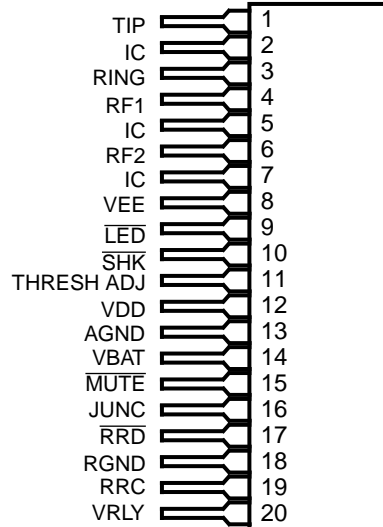 TIP 1
IC 2
RING 3
RF1 4
IC 5
RF2 6
IC 7
VEE 8
LED 9
SHK 10
THRESH ADJ 11
VDD 12
AGND 13
VBAT 14
MUTE 15
JUNC 16
RRD 17
RGND 18
RRC 19
VRLY 20